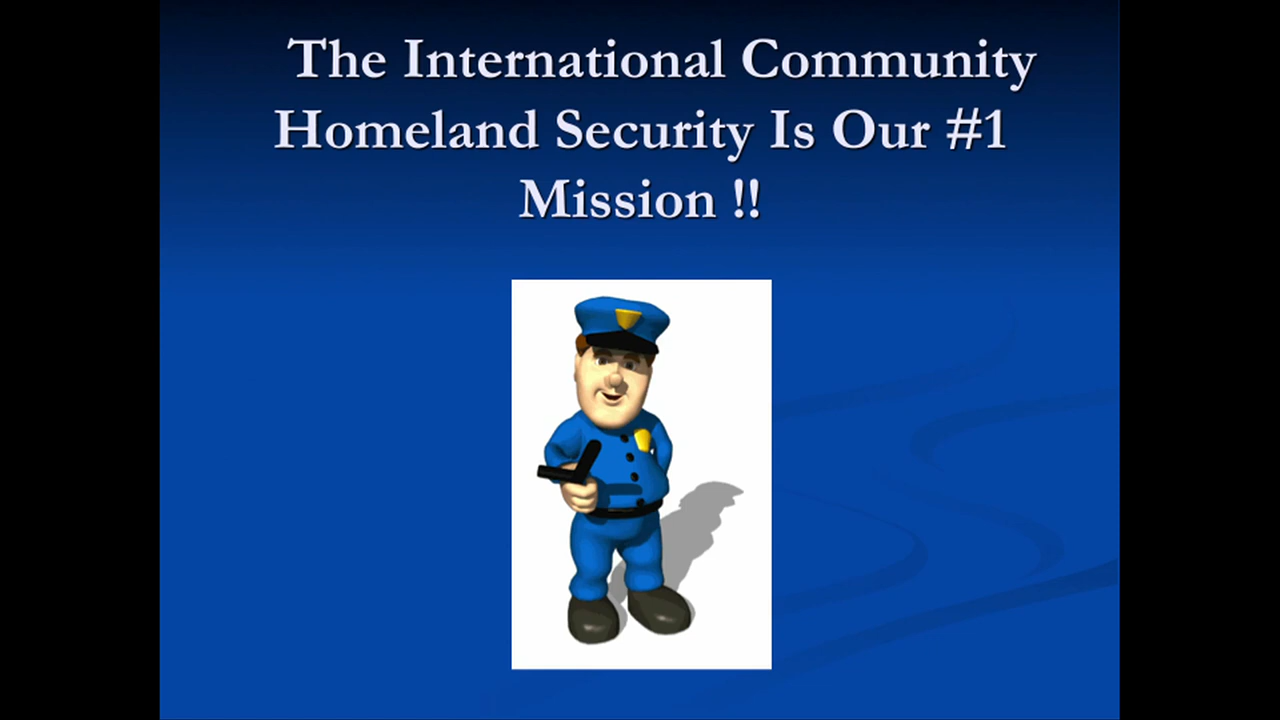 The International Community
Homeland Security Is Our #1
Mission !!